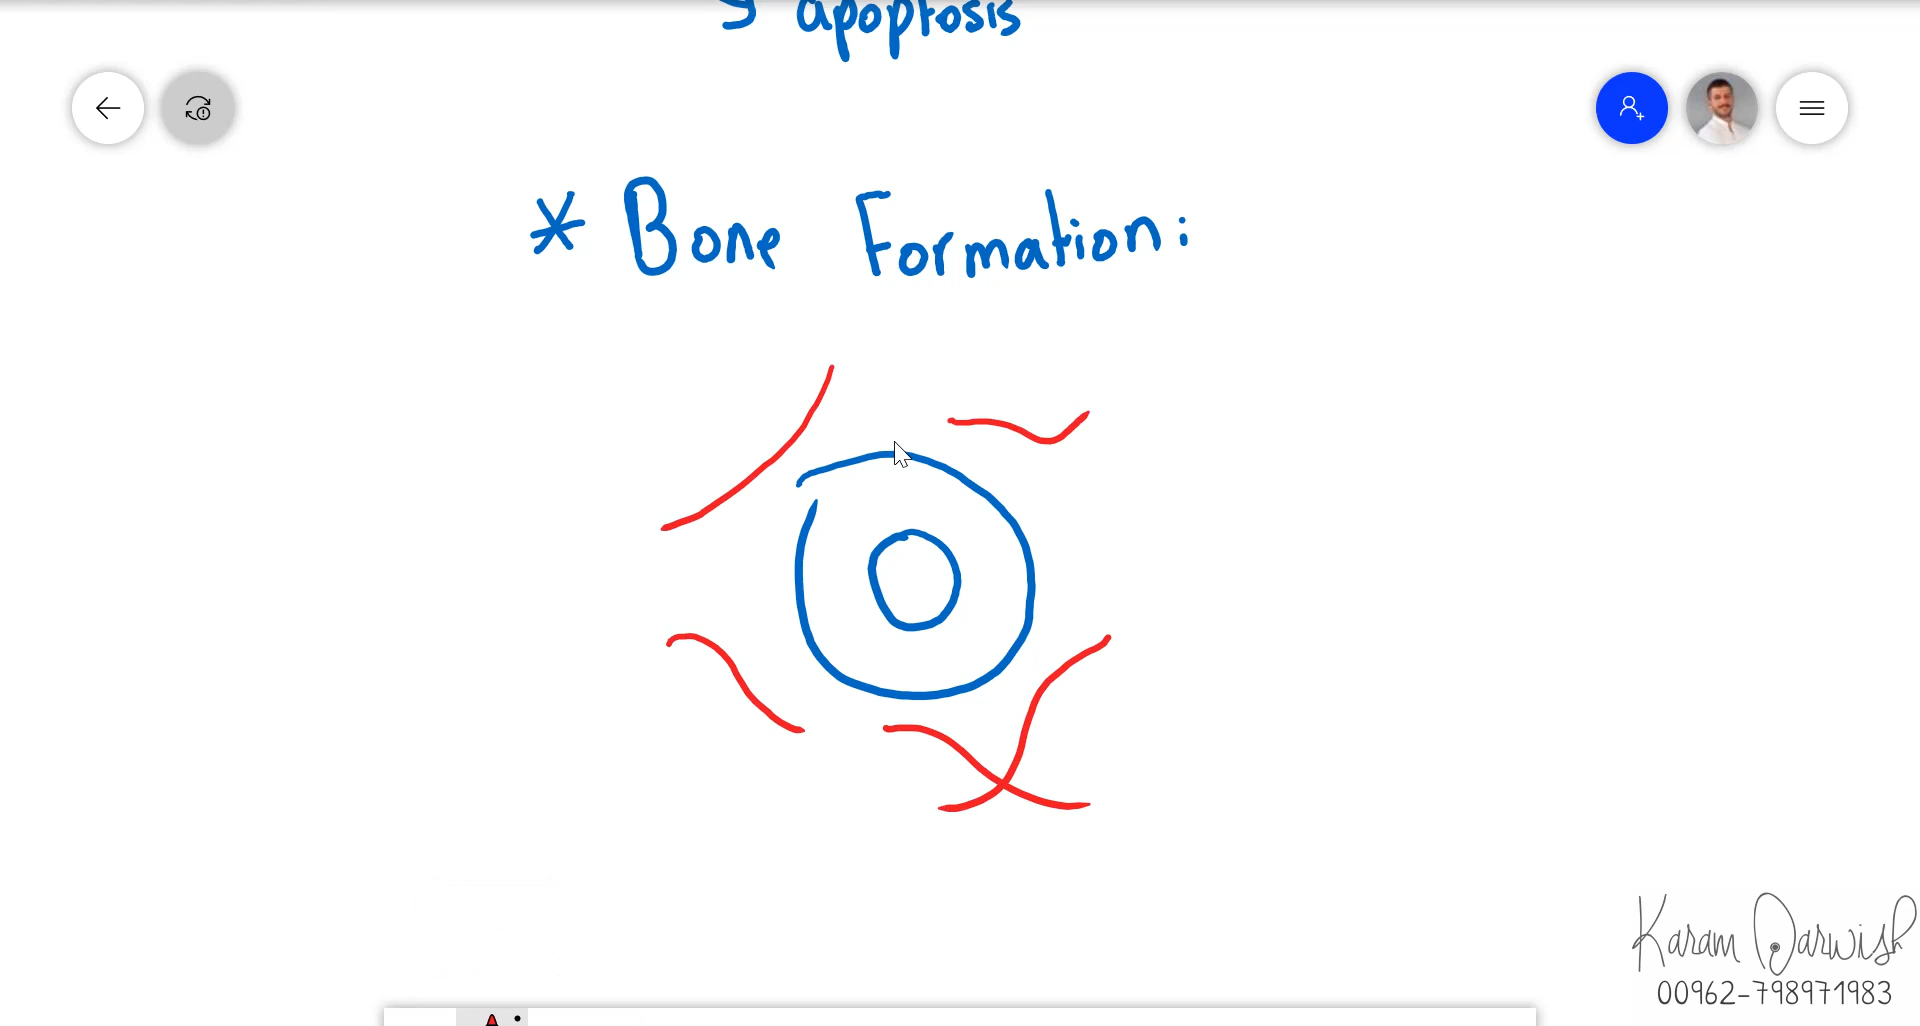 ↳ apoptosis
* Bone Formation:
Karam Darwish
00962-798971983